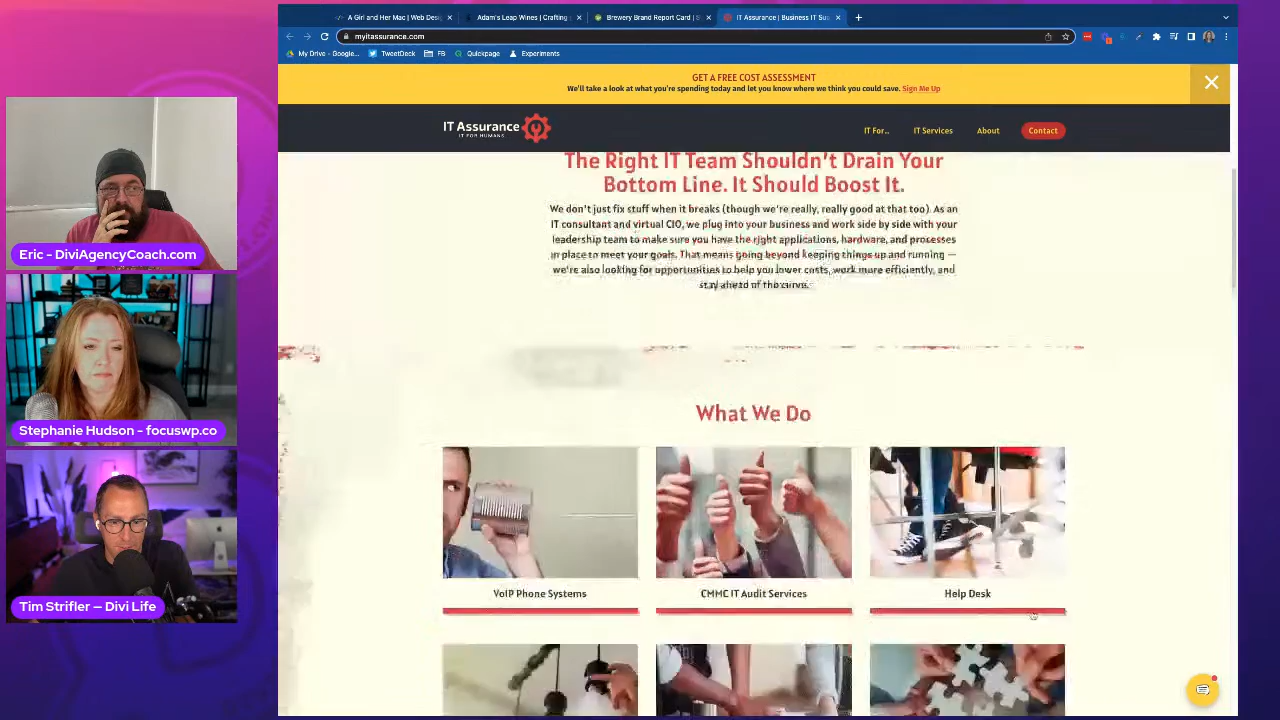 A Girl and Her Mac | Web Desig
Adam's Leap Wines | Crafting
Brewery Brand Report Card | S
IT Assurance | Business IT Sup
myitassurance.com
My Drive - Google...
TweetDeck
FB
Quickpage
Experiments
GET A FREE COST ASSESSMENT
We'll take a look at what you're spending today and let you know where we think you could save. Sign Me Up
IT Assurance
IT FOR HUMANS
IT For...
IT Services
About
Contact
The Right IT Team Shouldn't Drain Your
Bottom Line. It Should Boost It.
We don't just fix stuff when it breaks (though we're really, really good at that too). As an
IT consultant and virtual CIO, we plug into your business and work side by side with your
leadership team to make sure you have the right applications, hardware, and processes
in place to meet your goals. That means going beyond keeping things up and running —
we're also looking for opportunities to help you lower costs, work more efficiently, and
stay ahead of the curve.
What We Do
VoIP Phone Systems
CMMC IT Audit Services
Help Desk
Eric - DiviAgencyCoach.com
Stephanie Hudson - focuswp.co
Tim Strifler — Divi Life